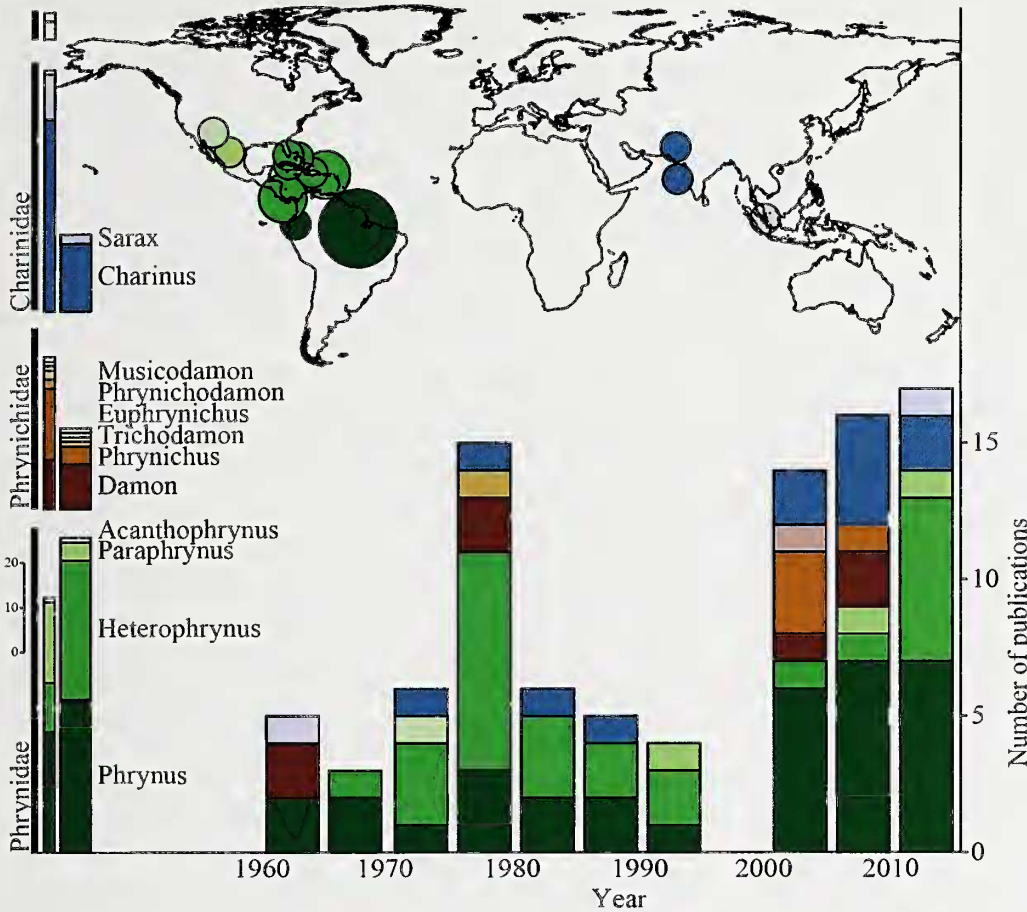 Charinidae
Sarax
Charinus
Phrynichidae
Musicodamon
Phrynichodamon
Euphrynichus
Trichodamon
Phrynichus
Damon
Phrynidae
Acanthophrynus
Paraphrynus
Heterophrynus
Phrynus
20
10
0
15
10
5
0
Number of publications
1960
1970
1980
1990
2000
2010
Year